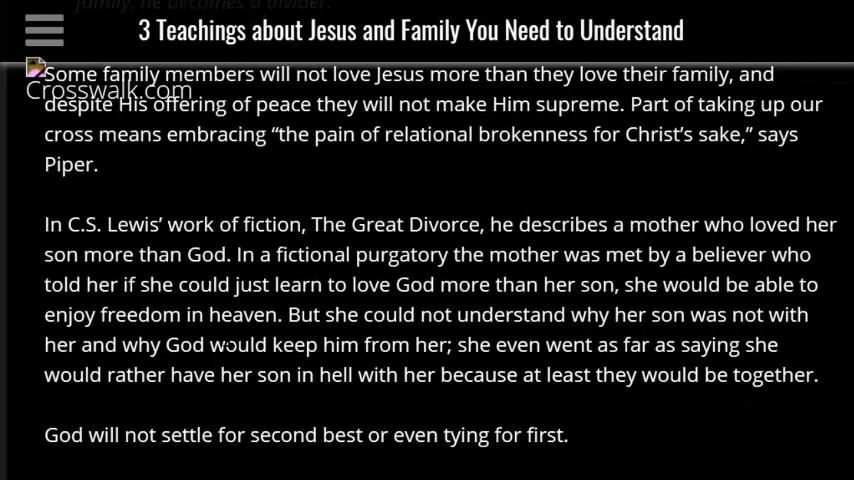 family, he becomes a divider."
3 Teachings about Jesus and Family You Need to Understand
Some family members will not love Jesus more than they love their family, and
Crosswalk.com
despite His offering of peace they will not make Him supreme. Part of taking up our
cross means embracing “the pain of relational brokenness for Christ’s sake,” says
Piper.
In C.S. Lewis’ work of fiction, The Great Divorce, he describes a mother who loved her
son more than God. In a fictional purgatory the mother was met by a believer who
told her if she could just learn to love God more than her son, she would be able to
enjoy freedom in heaven. But she could not understand why her son was not with
her and why God would keep him from her; she even went as far as saying she
would rather have her son in hell with her because at least they would be together.
God will not settle for second best or even tying for first.